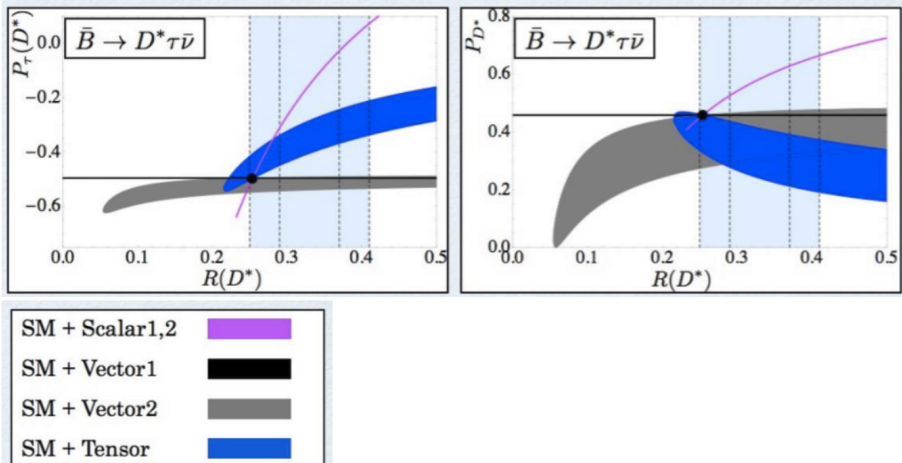 B̄ → D*τν̄
P_τ(D*)
0.0
−0.2
−0.4
−0.6
0.0 0.1 0.2 0.3 0.4 0.5
R(D*)
B̄ → D*τν̄
P_D*
0.8
0.6
0.4
0.2
0.0
0.0 0.1 0.2 0.3 0.4 0.5
R(D*)
SM + Scalar1,2
SM + Vector1
SM + Vector2
SM + Tensor